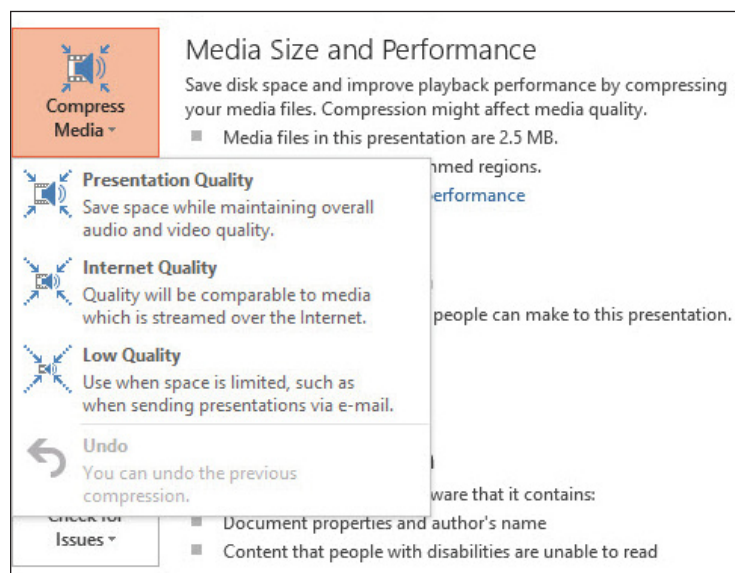 Compress
Media
Media Size and Performance
Save disk space and improve playback performance by compressing
your media files. Compression might affect media quality.
Media files in this presentation are 2.5 MB.
regions.
Presentation Quality
Save space while maintaining overall
audio and video quality.
Internet Quality
Quality will be comparable to media
which is streamed over the Internet.
people can make to this presentation.
Low Quality
Use when space is limited, such as
when sending presentations via e-mail.
Undo
You can undo the previous
compression.
that it contains:
Check for
Issues
Document properties and author's name
Content that people with disabilities are unable to read